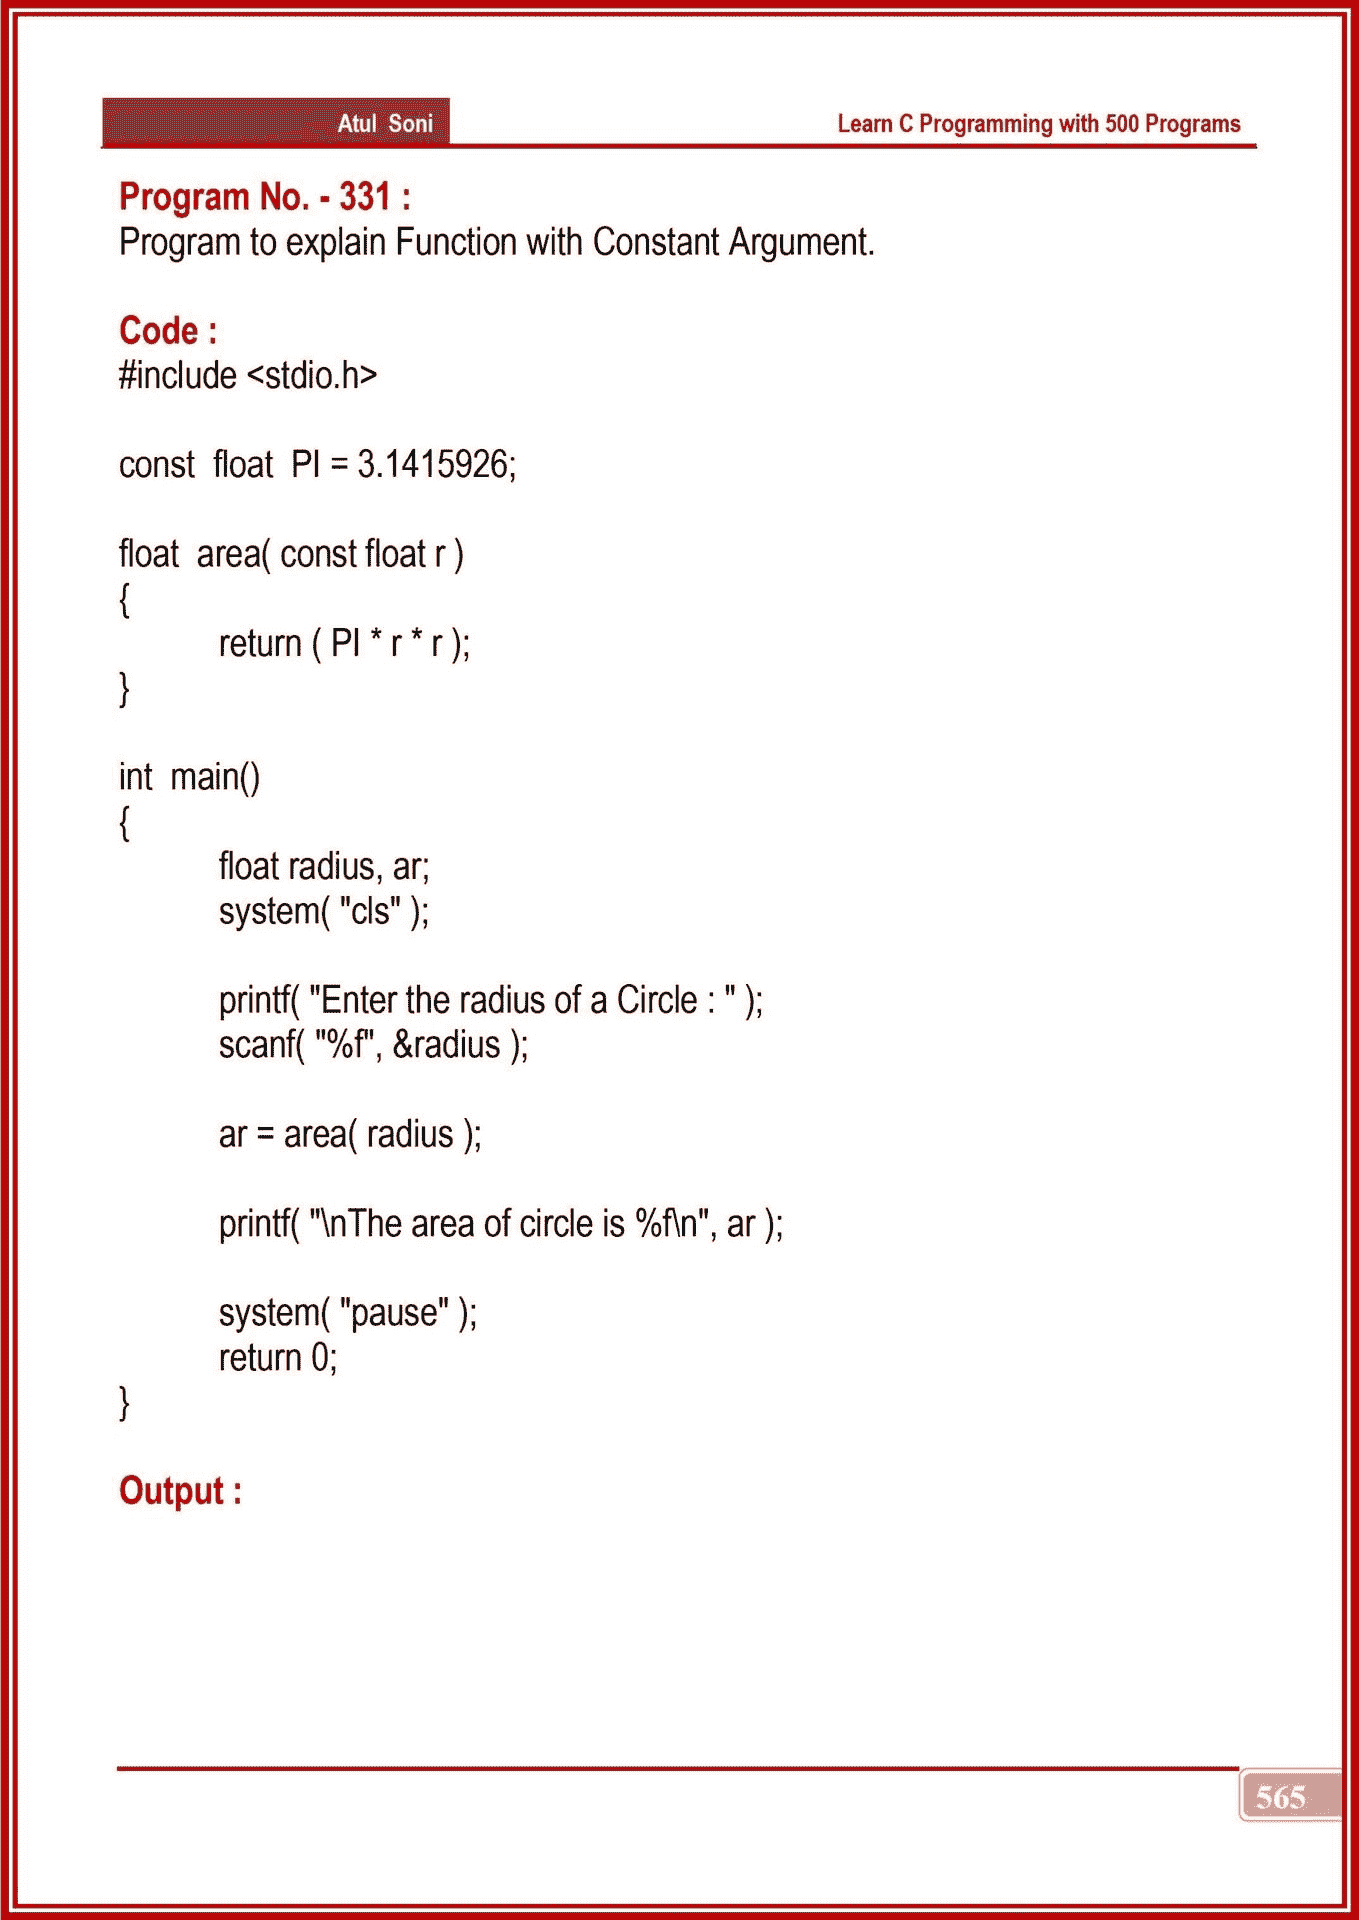 Atul Soni
Learn C Programming with 500 Programs
Program No. - 331 :
Program to explain Function with Constant Argument.
Code :
#include <stdio.h>
const float PI = 3.1415926;
float area( const float r )
{
return ( PI * r * r );
}
int main()
{
float radius, ar;
system( "cls" );
printf( "Enter the radius of a Circle : " );
scanf( "%f", &radius );
ar = area( radius );
printf( "\nThe area of circle is %f\n", ar );
system( "pause" );
return 0;
}
Output :
565